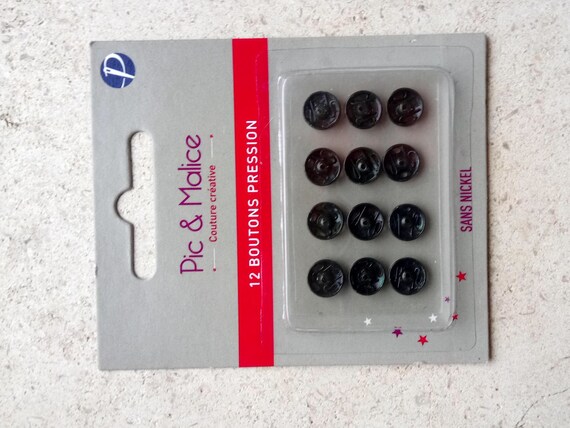 P
Pic & Malice
Couture créative
12 BOUTONS PRESSION
SANS NICKEL